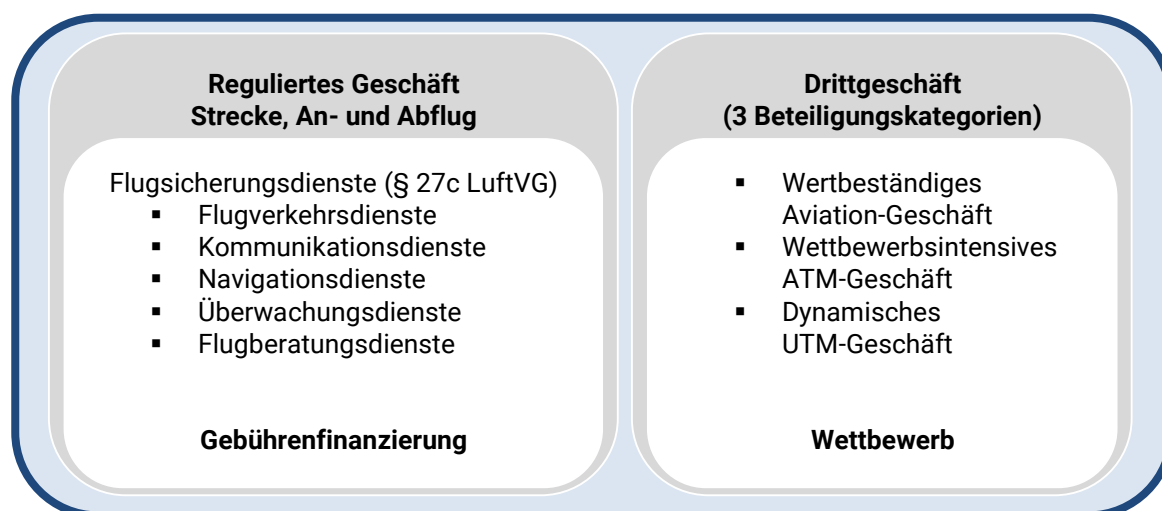 Reguliertes Geschäft
Strecke, An- und Abflug
Flugsicherungsdienste (§ 27c LuftVG)
▪ Flugverkehrsdienste
▪ Kommunikationsdienste
▪ Navigationsdienste
▪ Überwachungsdienste
▪ Flugberatungsdienste
Gebührenfinanzierung
Drittgeschäft
(3 Beteiligungskategorien)
▪ Wertbeständiges
Aviation-Geschäft
▪ Wettbewerbsintensives
ATM-Geschäft
▪ Dynamisches
UTM-Geschäft
Wettbewerb